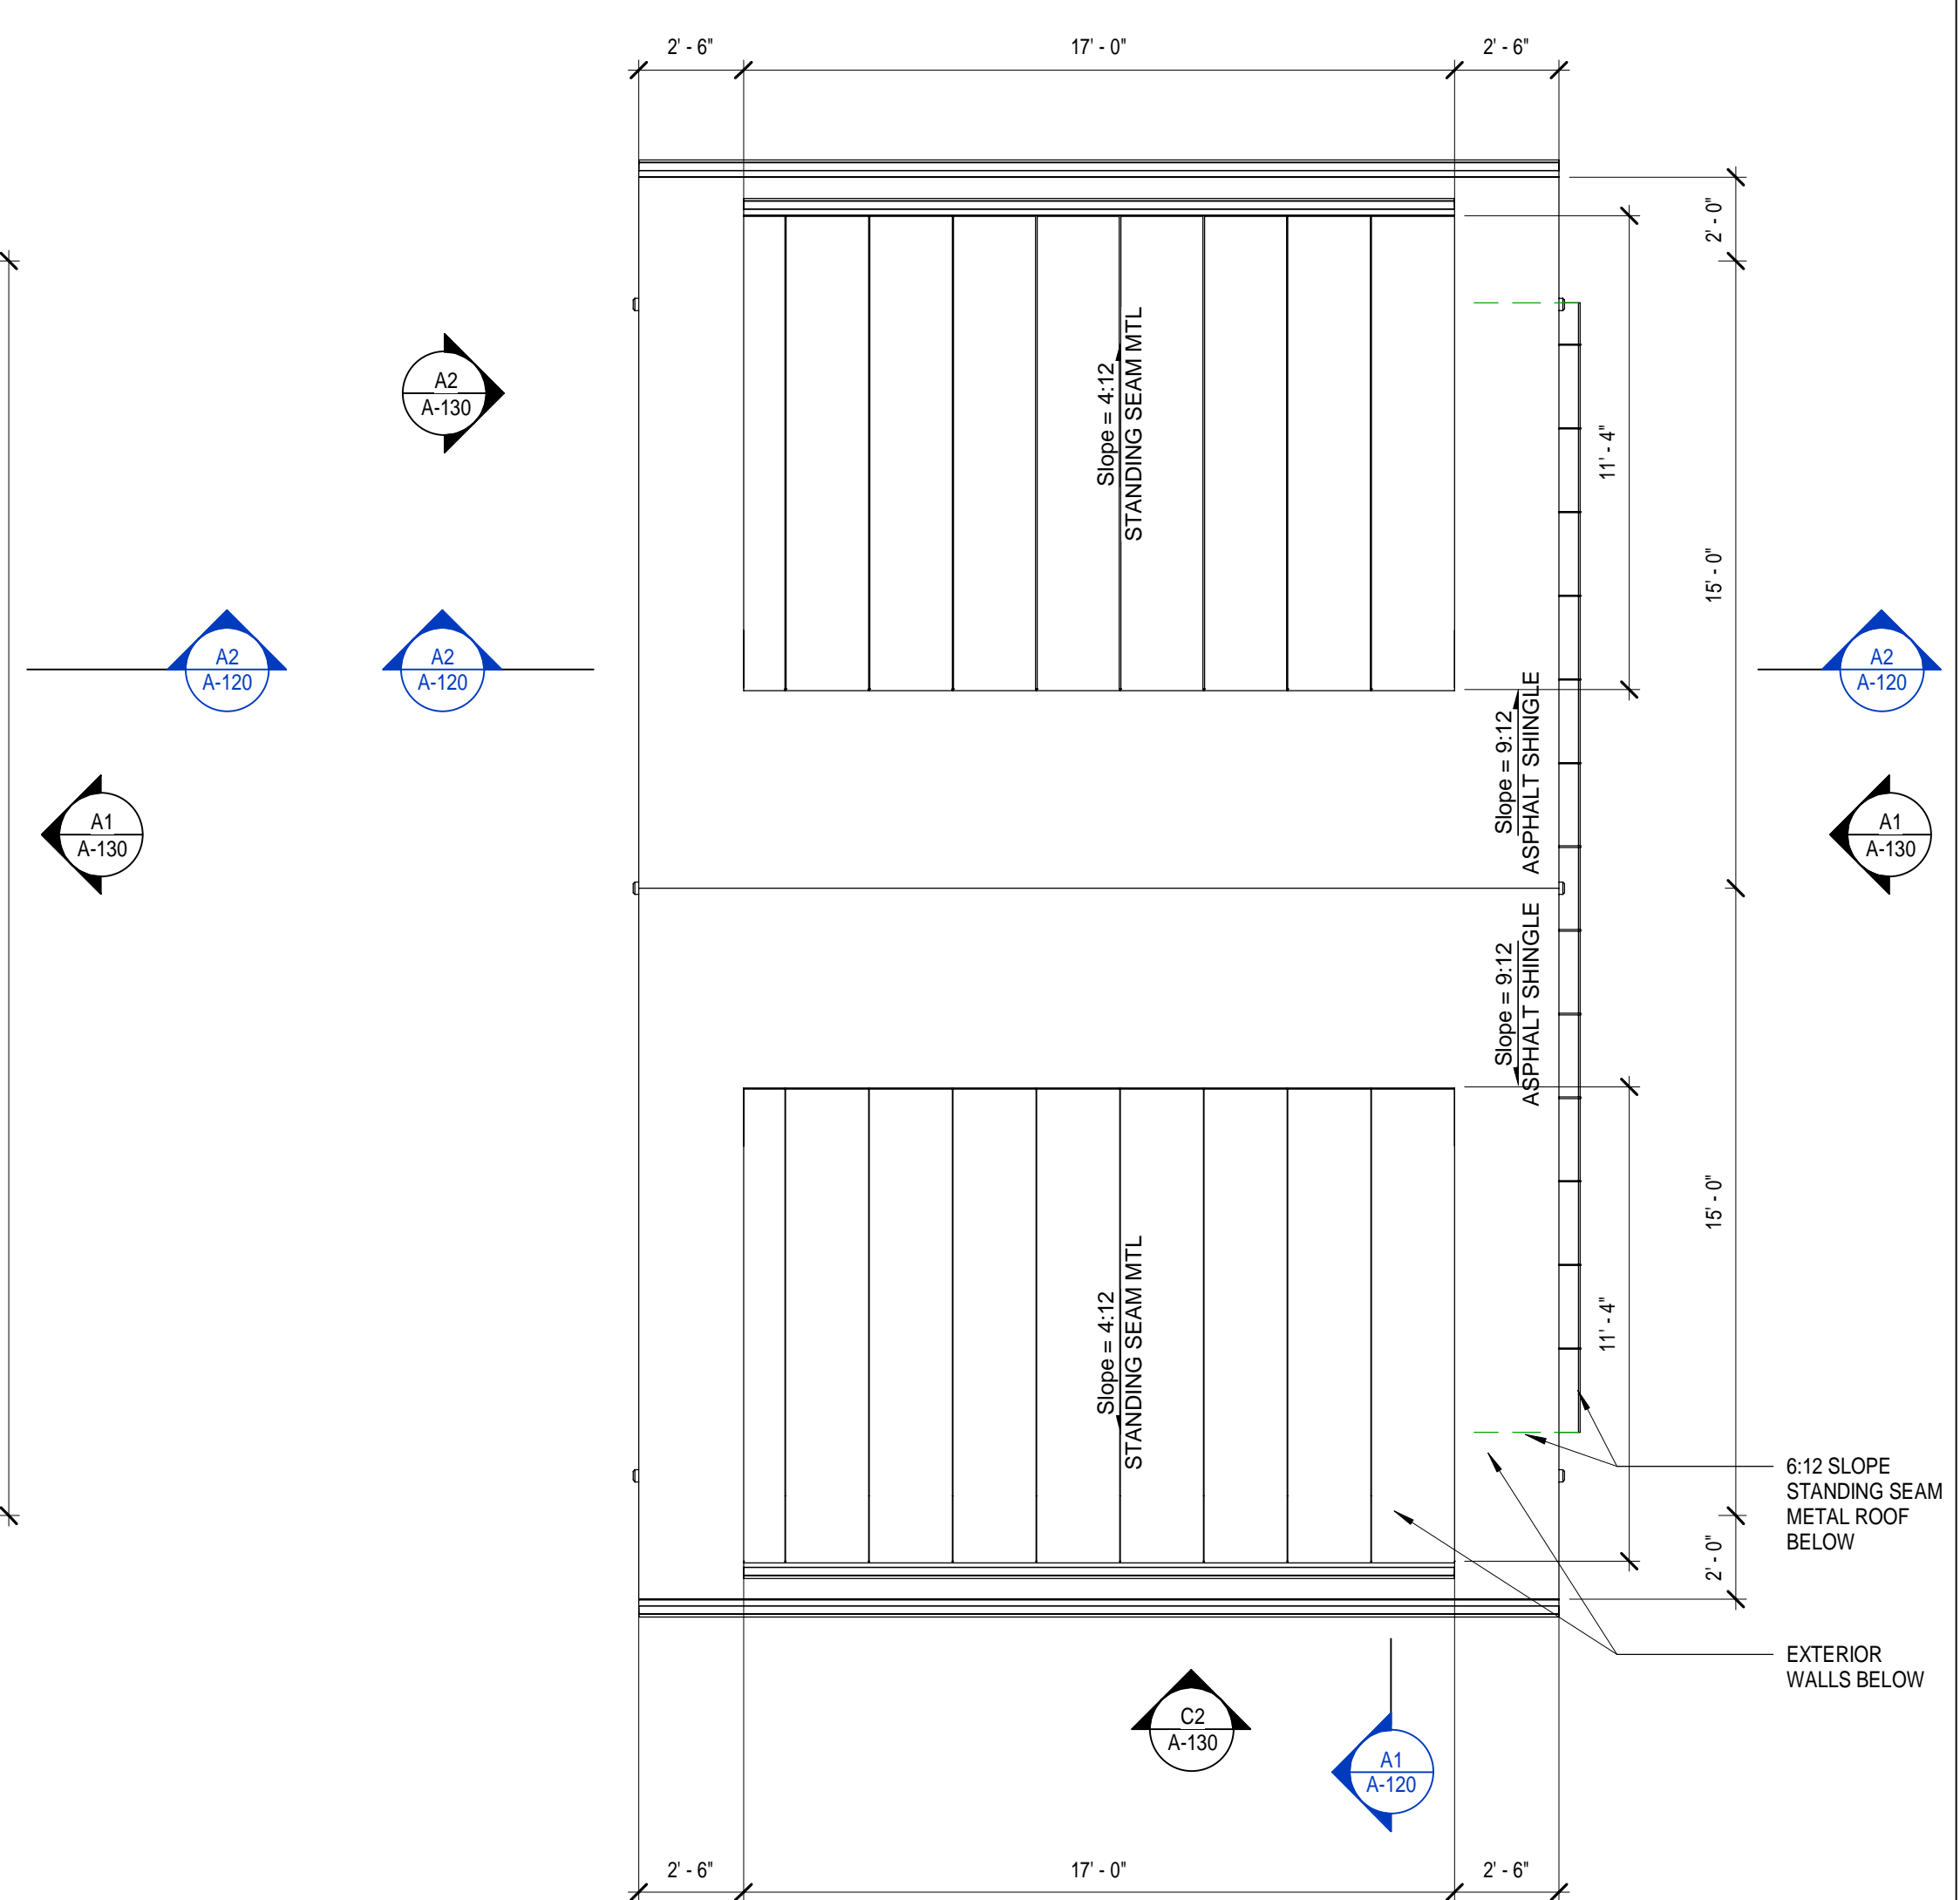 2' - 6"
17' - 0"
2' - 6"
2' - 0"
Slope = 4:12
STANDING SEAM MTL
11' - 4"
A2
A-130
15' - 0"
A2
A-120
A2
A-120
A2
A-120
Slope = 9:12
ASPHALT SHINGLE
A1
A-130
A1
A-130
Slope = 9:12
ASPHALT SHINGLE
15' - 0"
Slope = 4:12
STANDING SEAM MTL
11' - 4"
6:12 SLOPE
STANDING SEAM
METAL ROOF
BELOW
2' - 0"
EXTERIOR
WALLS BELOW
C2
A-130
A1
A-120
2' - 6"
17' - 0"
2' - 6"